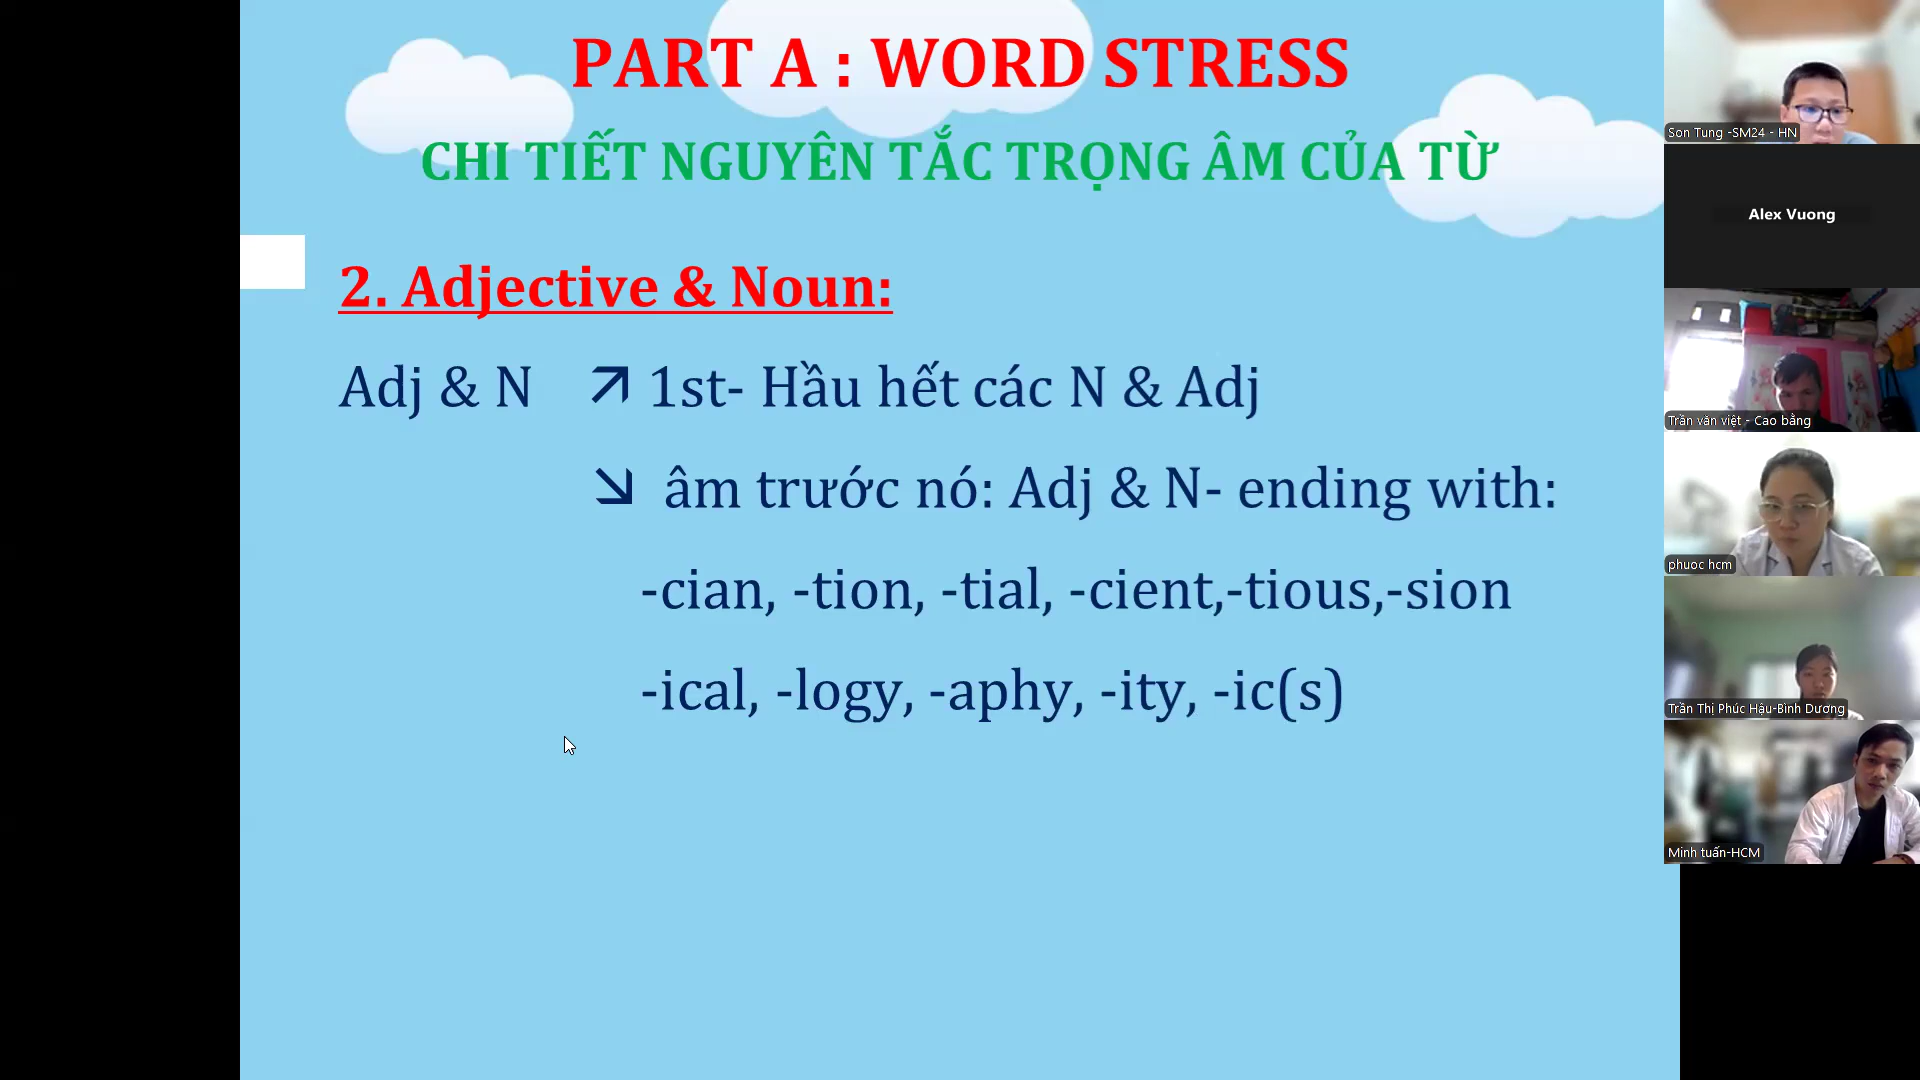 PART A : WORD STRESS
CHI TIẾT NGUYÊN TẮC TRỌNG ÂM CỦA TỪ
2. Adjective & Noun:
Adj & N ↗ 1st- Hầu hết các N & Adj
↘ âm trước nó: Adj & N- ending with:
-cian, -tion, -tial, -cient,-tious,-sion
-ical, -logy, -aphy, -ity, -ic(s)
Son Tung -SM24 - HN
Alex Vuong
Trần văn việt - Cao bằng
phuoc hcm
Trần Thị Phúc Hậu-Bình Dương
Minh tuấn-HCM